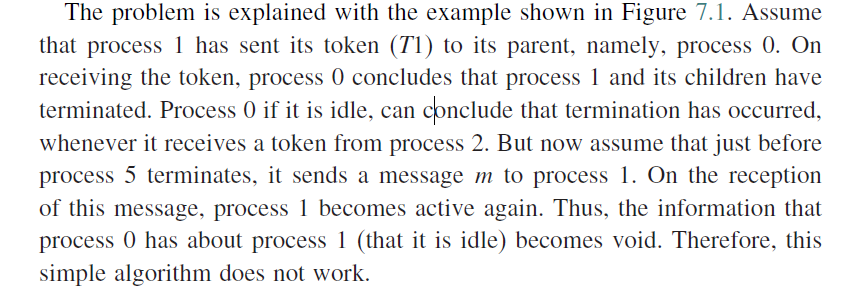 The problem is explained with the example shown in Figure 7.1. Assume
that process 1 has sent its token (T1) to its parent, namely, process 0. On
receiving the token, process 0 concludes that process 1 and its children have
terminated. Process 0 if it is idle, can conclude that termination has occurred,
whenever it receives a token from process 2. But now assume that just before
process 5 terminates, it sends a message m to process 1. On the reception
of this message, process 1 becomes active again. Thus, the information that
process 0 has about process 1 (that it is idle) becomes void. Therefore, this
simple algorithm does not work.